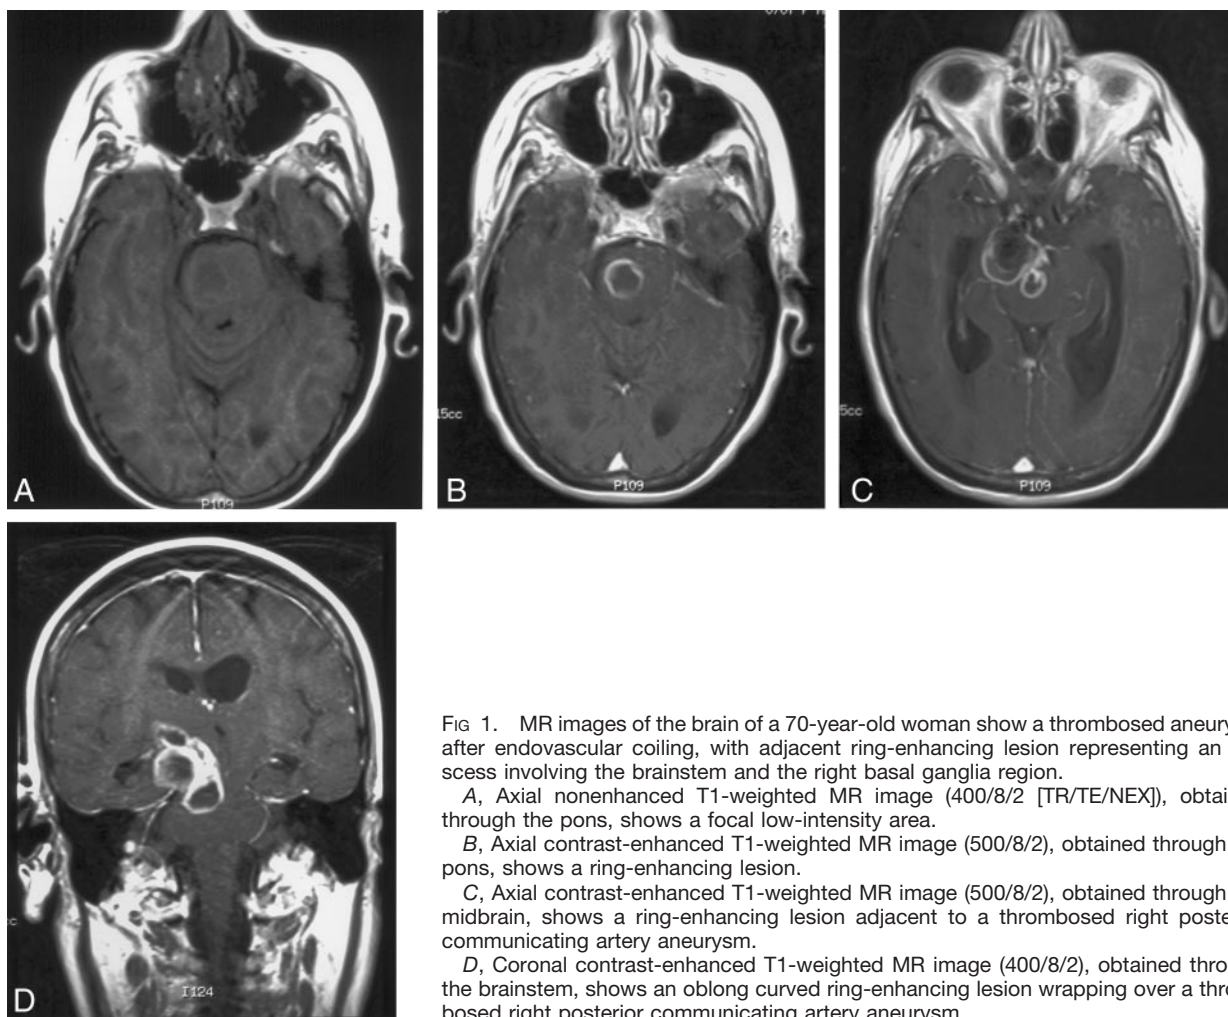 15cc
5cc
A
P109
B
P109
C
P109
D
I124
FIG 1. MR images of the brain of a 70-year-old woman show a thrombosed aneury
after endovascular coiling, with adjacent ring-enhancing lesion representing an
scess involving the brainstem and the right basal ganglia region.
A, Axial nonenhanced T1-weighted MR image (400/8/2 [TR/TE/NEX]), obtai
through the pons, shows a focal low-intensity area.
B, Axial contrast-enhanced T1-weighted MR image (500/8/2), obtained through
pons, shows a ring-enhancing lesion.
C, Axial contrast-enhanced T1-weighted MR image (500/8/2), obtained through
midbrain, shows a ring-enhancing lesion adjacent to a thrombosed right poste
communicating artery aneurysm.
D, Coronal contrast-enhanced T1-weighted MR image (400/8/2), obtained thro
the brainstem, shows an oblong curved ring-enhancing lesion wrapping over a thro
bosed right posterior communicating artery aneurysm.